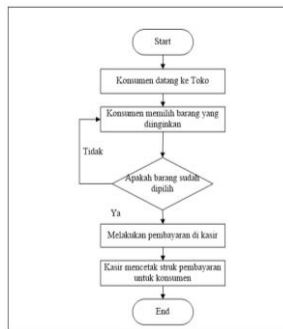 Start
Konsumen datang ke Toko
Konsumen memilih barang yang
diinginkan
Tidak
Apakah barang sudah
dipilih
Ya
Melakukan pembayaran di kasir
Kasir mencetak struk pembayaran
untuk konsumen
End